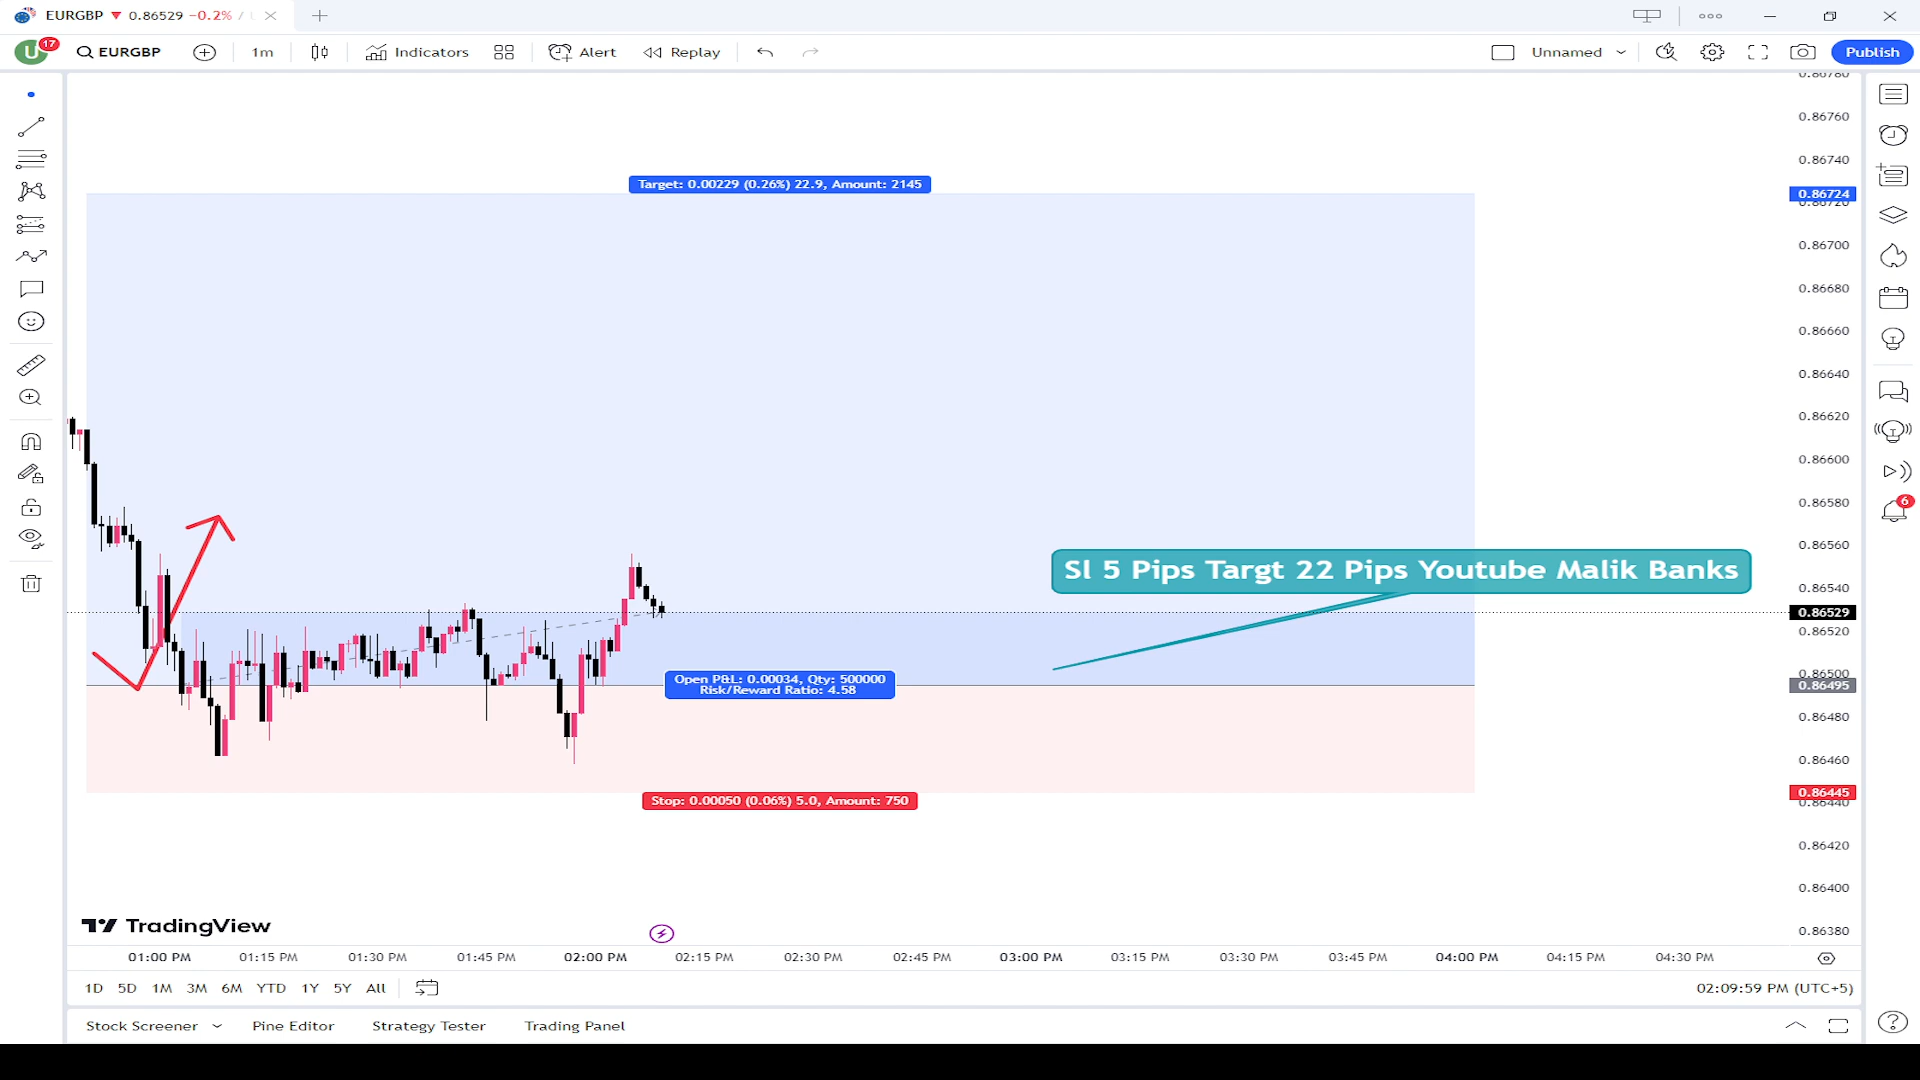 EURGBP ▼ 0.86529 −0.2% /
U 17 EURGBP 1m Indicators Alert Replay Unnamed Publish
0.86780
0.86760
0.86740
Target: 0.00229 (0.26%) 22.9, Amount: 2145
0.86724
0.86720
0.86700
0.86680
0.86660
0.86640
0.86620
0.86600
0.86580
6
0.86560
Sl 5 Pips Targt 22 Pips Youtube Malik Banks
0.86540
0.86529
0.86520
0.86500
Open P&L: 0.00034, Qty: 500000
Risk/Reward Ratio: 4.58
0.86495
0.86480
0.86460
0.86445
Stop: 0.00050 (0.06%) 5.0, Amount: 750
0.86440
0.86420
0.86400
TradingView
0.86380
01:00 PM 01:15 PM 01:30 PM 01:45 PM 02:00 PM 02:15 PM 02:30 PM 02:45 PM 03:00 PM 03:15 PM 03:30 PM 03:45 PM 04:00 PM 04:15 PM 04:30 PM
1D 5D 1M 3M 6M YTD 1Y 5Y All 02:09:59 PM (UTC+5)
Stock Screener Pine Editor Strategy Tester Trading Panel